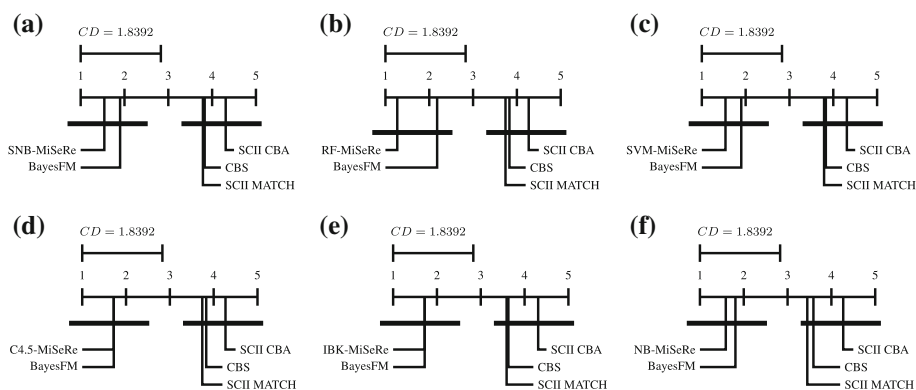 (a)
CD = 1.8392
1 2 3 4 5
SNB-MiSeRe
BayesFM
SCII CBA
CBS
SCII MATCH
(b)
CD = 1.8392
1 2 3 4 5
RF-MiSeRe
BayesFM
SCII CBA
CBS
SCII MATCH
(c)
CD = 1.8392
1 2 3 4 5
SVM-MiSeRe
BayesFM
SCII CBA
CBS
SCII MATCH
(d)
CD = 1.8392
1 2 3 4 5
C4.5-MiSeRe
BayesFM
SCII CBA
CBS
SCII MATCH
(e)
CD = 1.8392
1 2 3 4 5
IBK-MiSeRe
BayesFM
SCII CBA
CBS
SCII MATCH
(f)
CD = 1.8392
1 2 3 4 5
NB-MiSeRe
BayesFM
SCII CBA
CBS
SCII MATCH